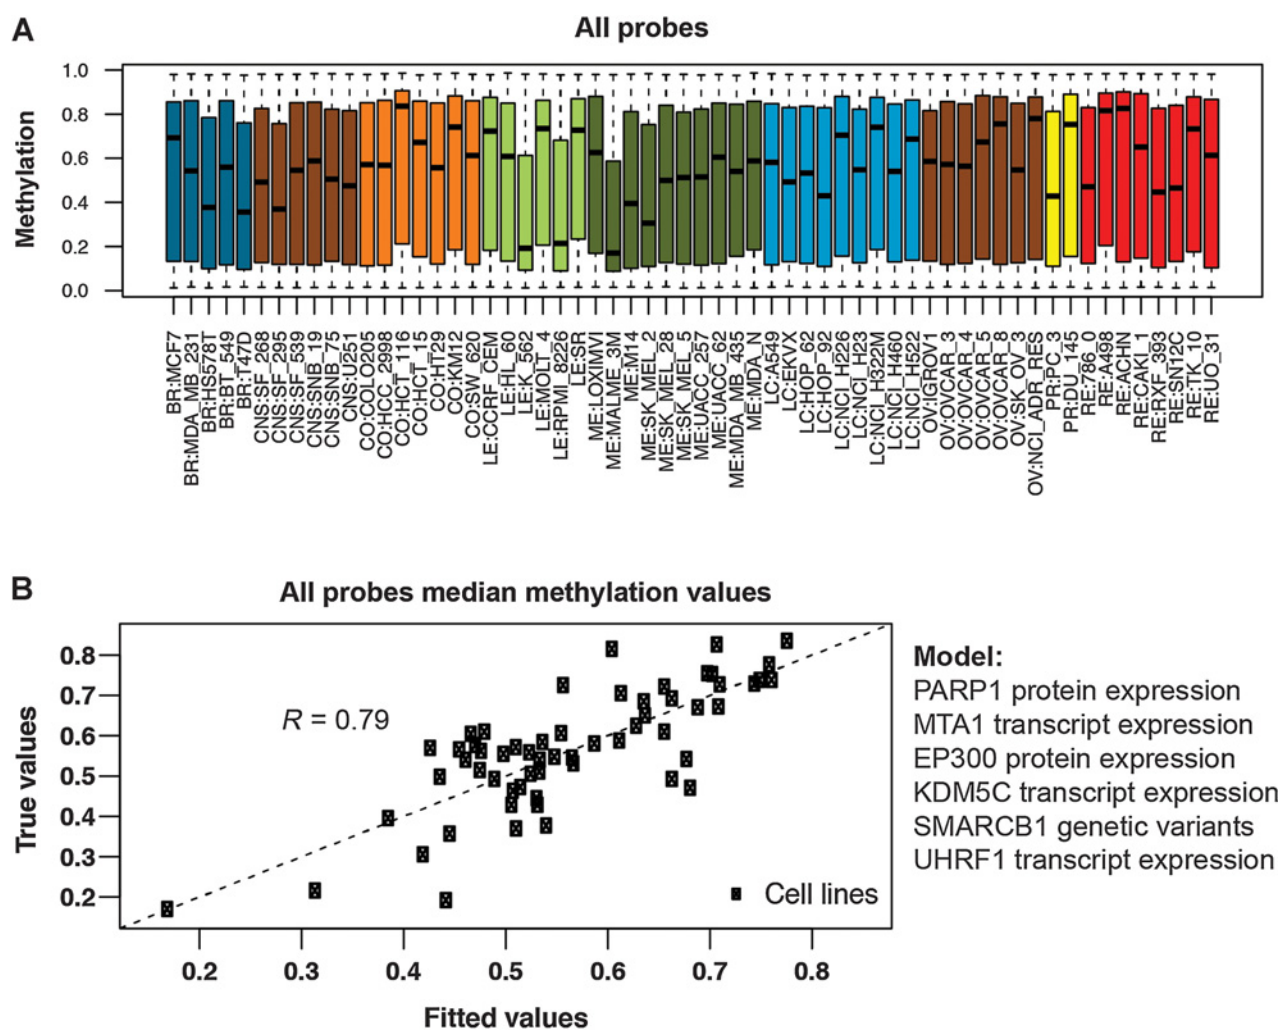 A
All probes
Methylation
1.0
0.8
0.6
0.4
0.2
0.0
BR:MCF7
BR:MDA_MB_231
BR:HS578T
BR:BT_549
BR:T47D
CNS:SF_268
CNS:SF_295
CNS:SF_539
CNS:SNB_19
CNS:SNB_75
CNS:U251
CO:COLO205
CO:HCC_2998
CO:HCT_116
CO:HCT_15
CO:HT29
CO:KM12
CO:SW_620
LE:CCRF_CEM
LE:HL_60
LE:K_562
LE:MOLT_4
LE:RPMI_8226
LE:SR
ME:LOXIMVI
ME:MALME_3M
ME:M14
ME:SK_MEL_2
ME:SK_MEL_28
ME:SK_MEL_5
ME:UACC_257
ME:UACC_62
ME:MDA_MB_435
ME:MDA_N
LC:A549
LC:EKVX
LC:HOP_62
LC:HOP_92
LC:NCI_H226
LC:NCI_H23
LC:NCI_H322M
LC:NCI_H460
LC:NCI_H522
OV:IGROV1
OV:OVCAR_3
OV:OVCAR_4
OV:OVCAR_5
OV:OVCAR_8
OV:SK_OV_3
OV:NCI_ADR_RES
PR:PC_3
PR:DU_145
RE:786_0
RE:A498
RE:ACHN
RE:CAKI_1
RE:RXF_393
RE:SN12C
RE:TK_10
RE:UO_31
B
All probes median methylation values
True values
0.8
0.7
0.6
0.5
0.4
0.3
0.2
R = 0.79
Cell lines
0.2 0.3 0.4 0.5 0.6 0.7 0.8
Fitted values
Model:
PARP1 protein expression
MTA1 transcript expression
EP300 protein expression
KDM5C transcript expression
SMARCB1 genetic variants
UHRF1 transcript expression